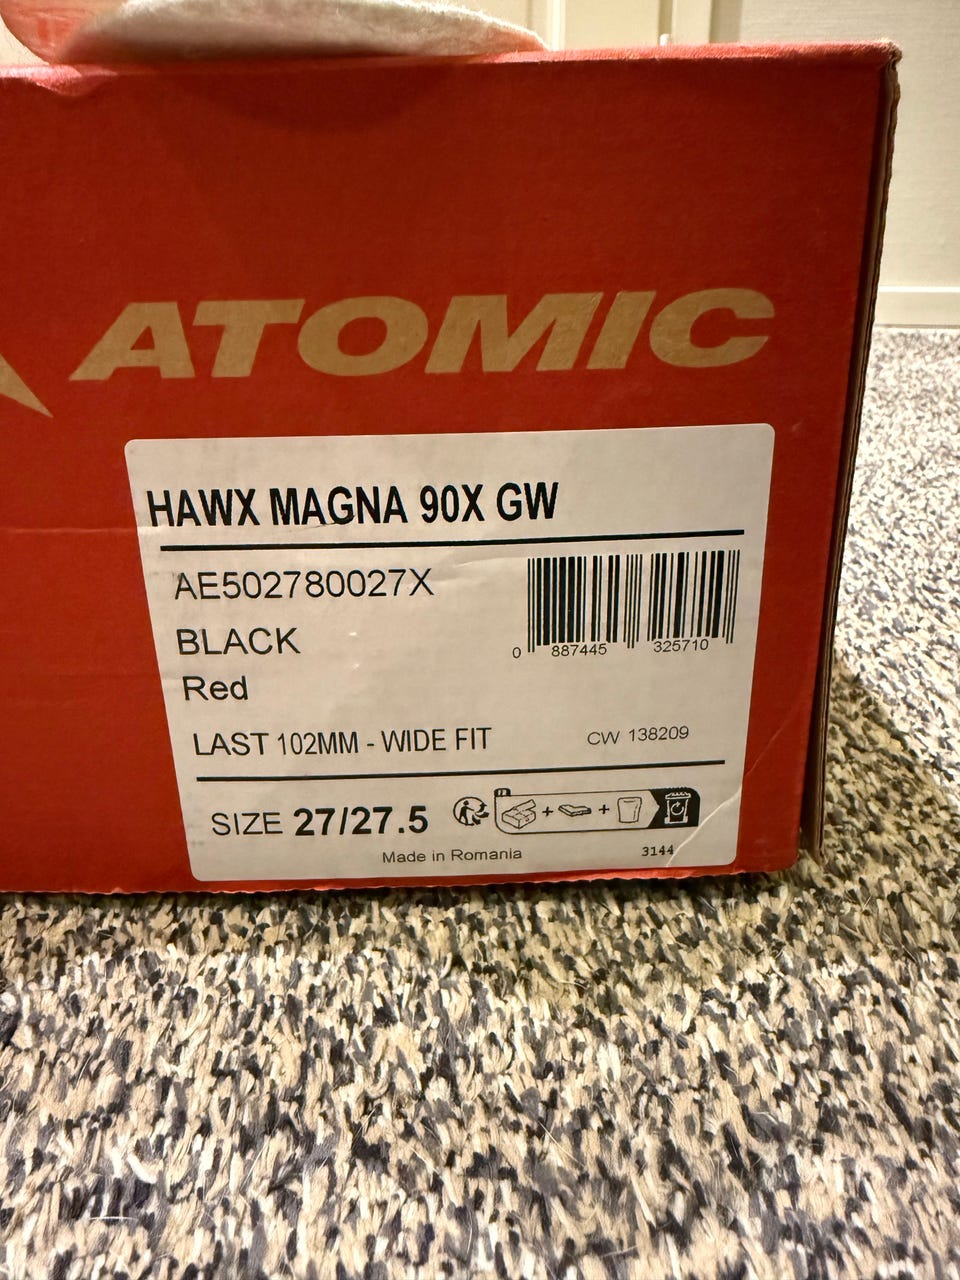 ATOMIC
HAWX MAGNA 90X GW
AE502780027X
BLACK
Red
0 887445 325710
LAST 102MM - WIDE FIT
CW 138209
SIZE 27/27.5
Made in Romania
3144